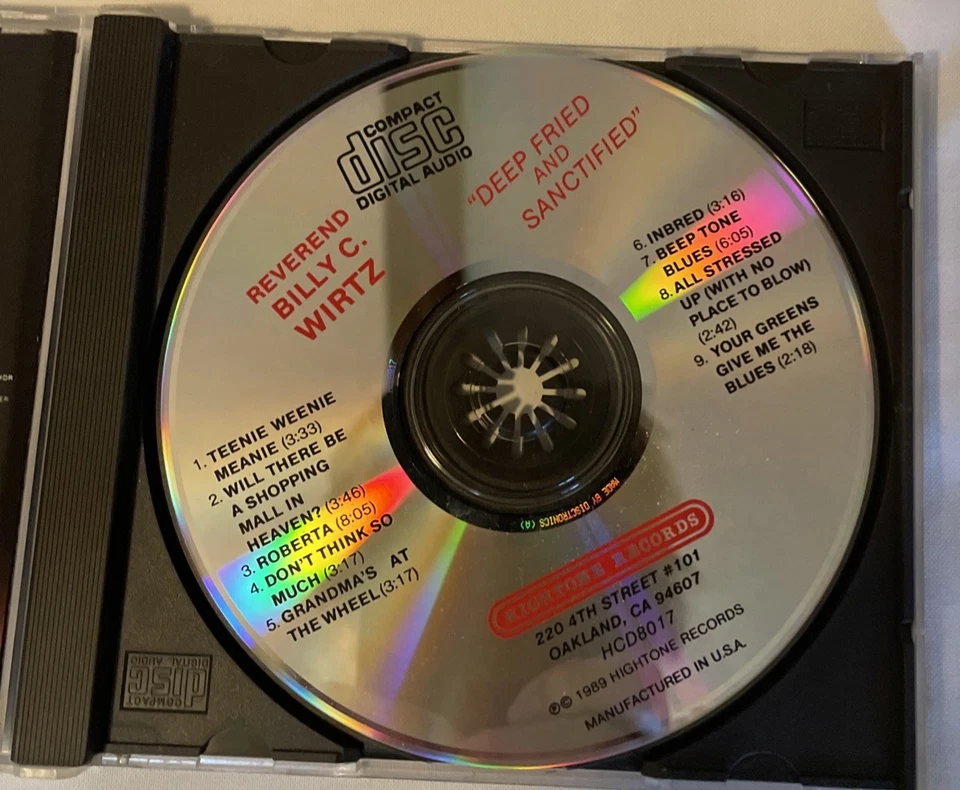 COMPACT
disc
DIGITAL AUDIO
"DEEP FRIED
AND
SANCTIFIED"
REVEREND
BILLY C.
WIRTZ
1. TEENIE WEENIE
MEANIE (3:33)
2. WILL THERE BE
A SHOPPING
MALL IN
HEAVEN? (3:46)
3. ROBERTA (8:05)
4. DON'T THINK SO
MUCH (3:17)
5. GRANDMA'S AT
THE WHEEL (3:17)
6. INBRED (3:16)
7. BEEP TONE
BLUES (6:05)
8. ALL STRESSED
UP (WITH NO
PLACE TO BLOW)
(2:42)
9. YOUR GREENS
GIVE ME THE
BLUES (2:18)
MADE BY DISCTRONICS (A)
HIGHTONE RECORDS
220 4TH STREET #101
OAKLAND, CA 94607
HCD8017
℗© 1989 HIGHTONE RECORDS
MANUFACTURED IN U.S.A.
COMPACT
disc
DIGITAL AUDIO